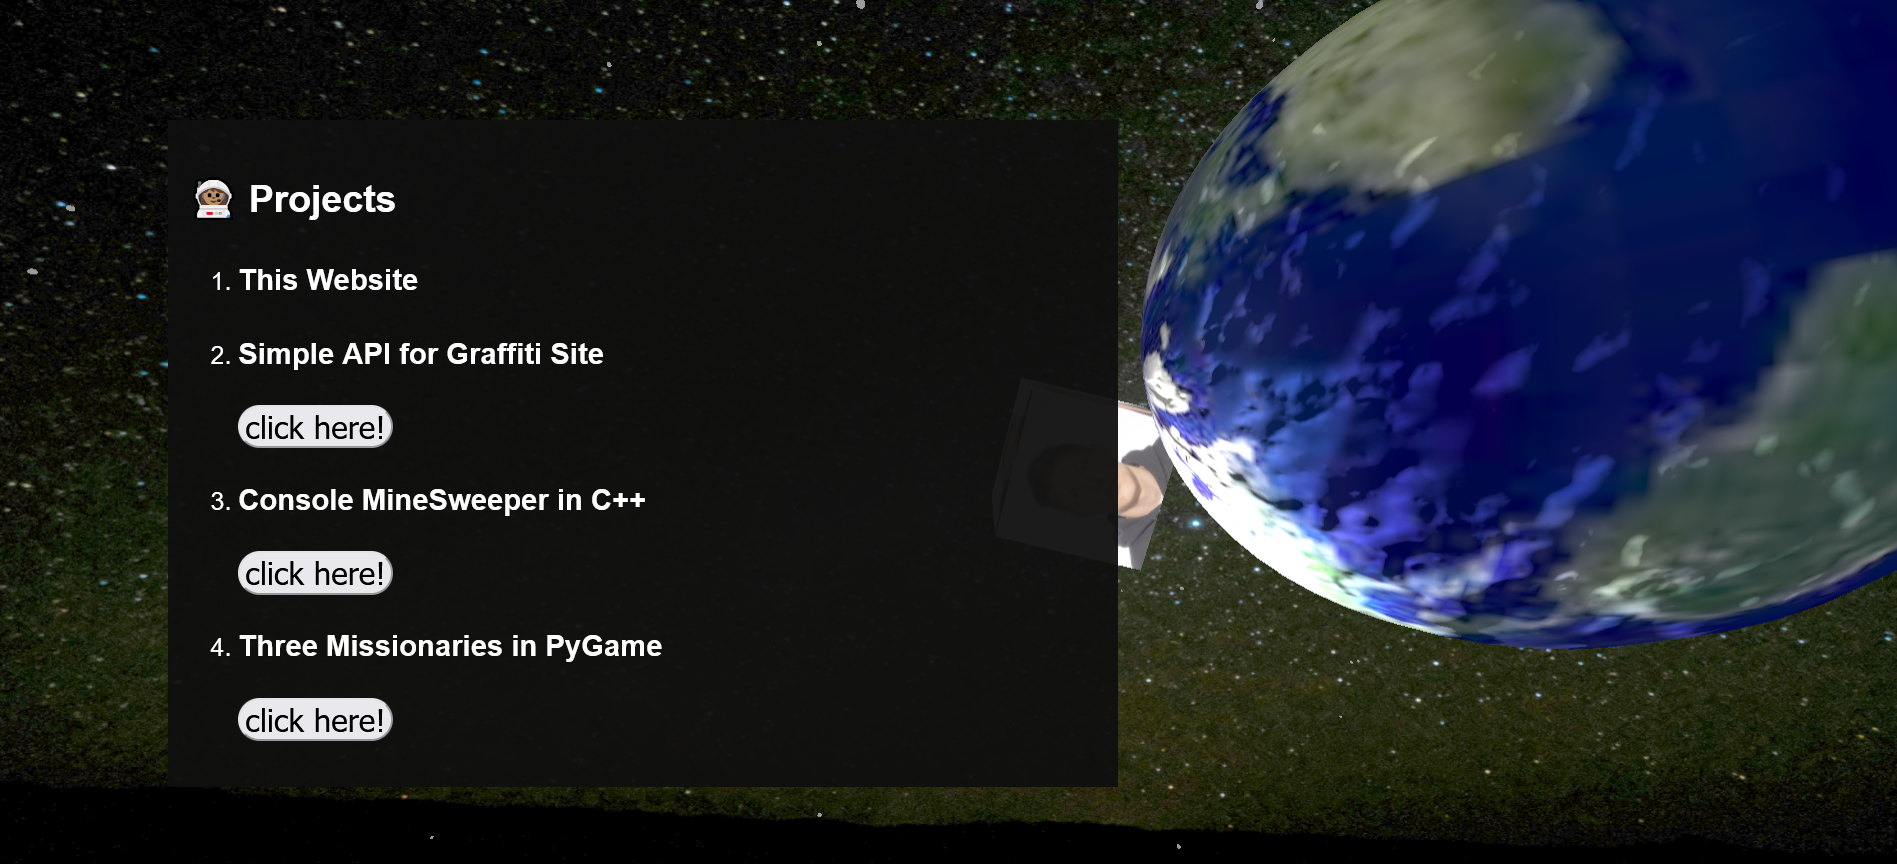 Projects
1. This Website
2. Simple API for Graffiti Site
click here!
3. Console MineSweeper in C++
click here!
4. Three Missionaries in PyGame
click here!